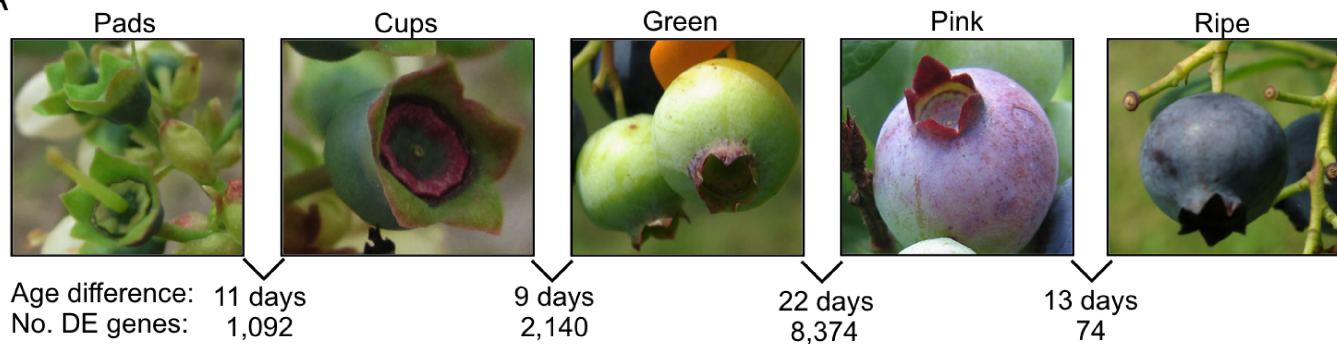 Pads Cups Green Pink Ripe
Age difference: 11 days 9 days 22 days 13 days
No. DE genes: 1,092 2,140 8,374 74